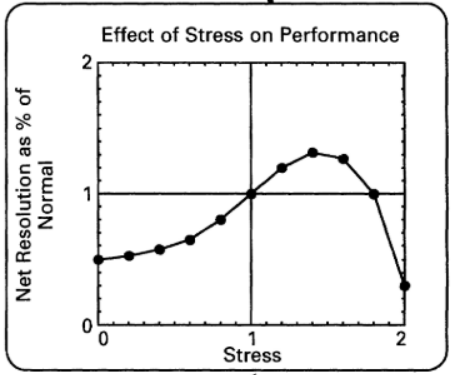 Effect of Stress on Performance
Net Resolution as % of
Normal
2
1
0
0 1 2
Stress